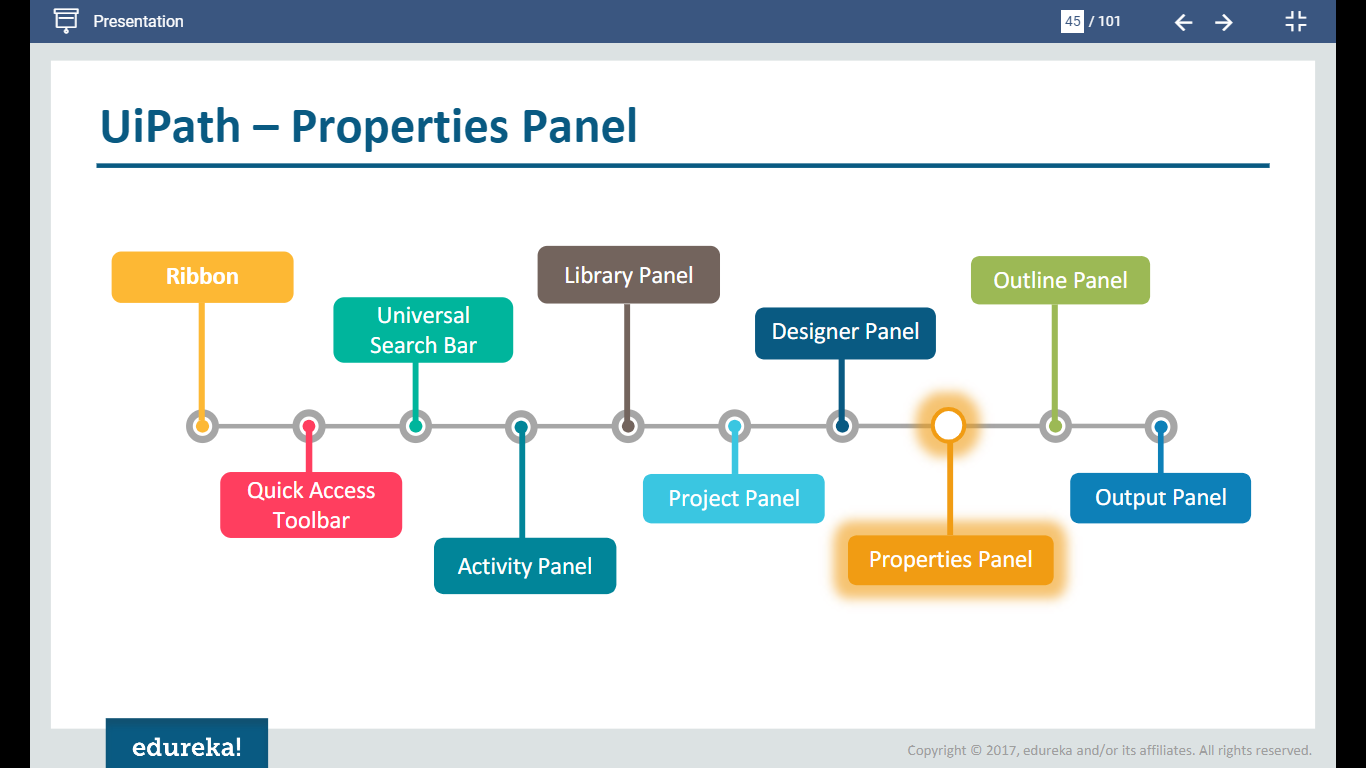 Presentation
45 / 101
UiPath – Properties Panel
Ribbon
Universal
Search Bar
Library Panel
Designer Panel
Outline Panel
Quick Access
Toolbar
Activity Panel
Project Panel
Properties Panel
Output Panel
edureka!
Copyright © 2017, edureka and/or its affiliates. All rights reserved.